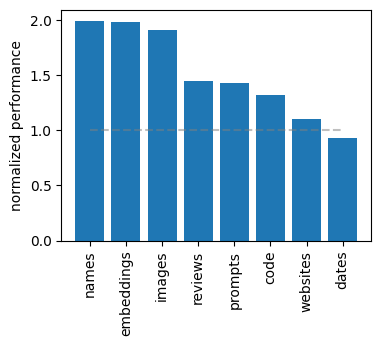 normalized performance
2.0
1.5
1.0
0.5
0.0
names
embeddings
images
reviews
prompts
code
websites
dates